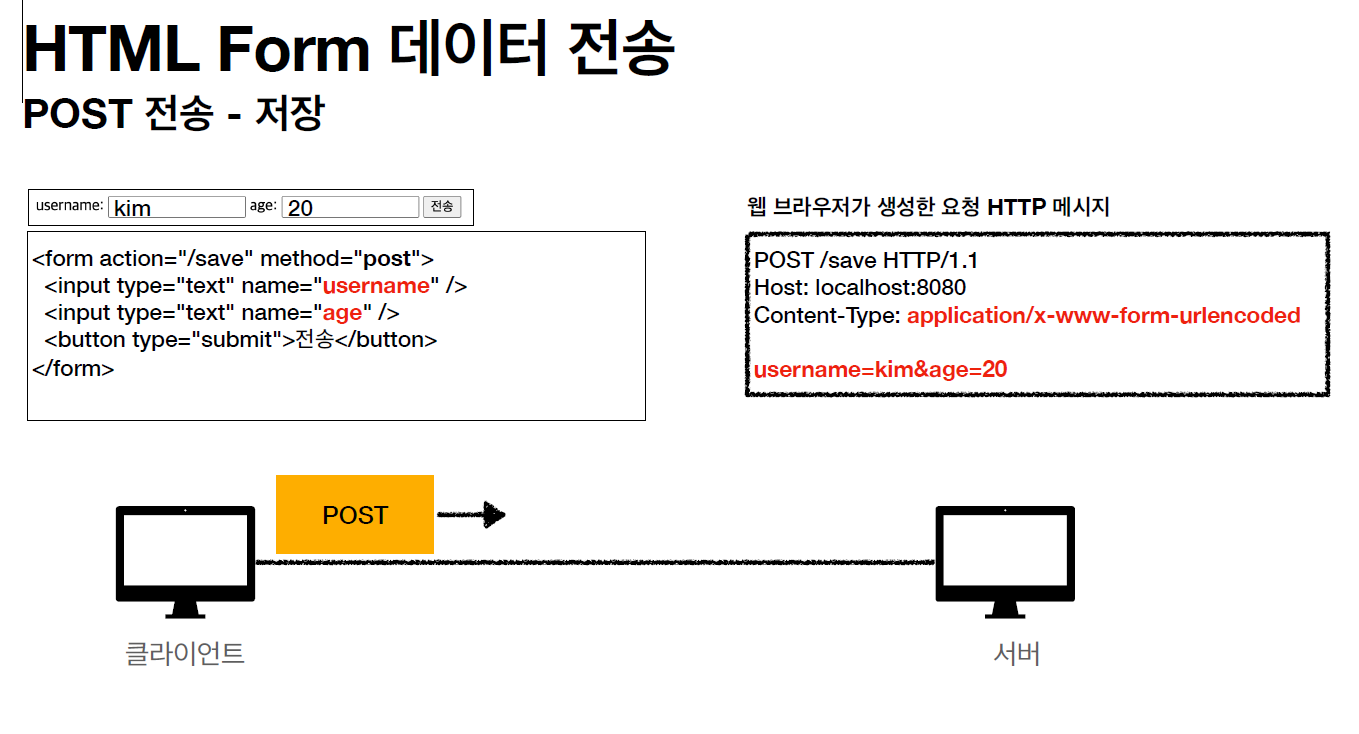 HTML Form 데이터 전송
POST 전송 - 저장
username: kim age: 20 전송
<form action="/save" method="post">
<input type="text" name="username" />
<input type="text" name="age" />
<button type="submit">전송</button>
</form>
웹 브라우저가 생성한 요청 HTTP 메시지
POST /save HTTP/1.1
Host: localhost:8080
Content-Type: application/x-www-form-urlencoded
username=kim&age=20
POST
클라이언트
서버